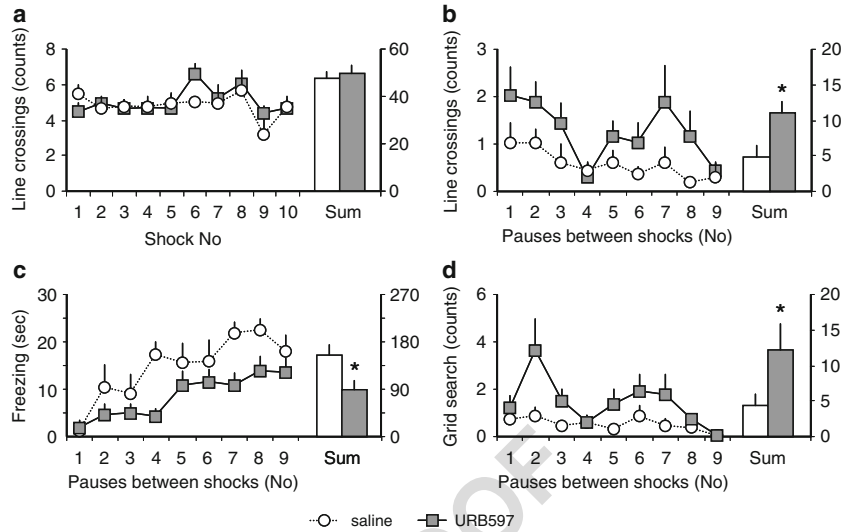 a
Line crossings (counts)
8
6
4
2
0
60
40
20
0
1 2 3 4 5 6 7 8 9 10 Sum
Shock No
b
Line crossings (counts)
3
2
1
0
*
20
15
10
5
0
1 2 3 4 5 6 7 8 9 Sum
Pauses between shocks (No)
c
Freezing (sec)
30
20
10
0
*
270
180
90
0
1 2 3 4 5 6 7 8 9 Sum
Pauses between shocks (No)
d
Grid search (counts)
6
4
2
0
*
20
15
10
5
0
1 2 3 4 5 6 7 8 9 Sum
Pauses between shocks (No)
saline URB597
OOF